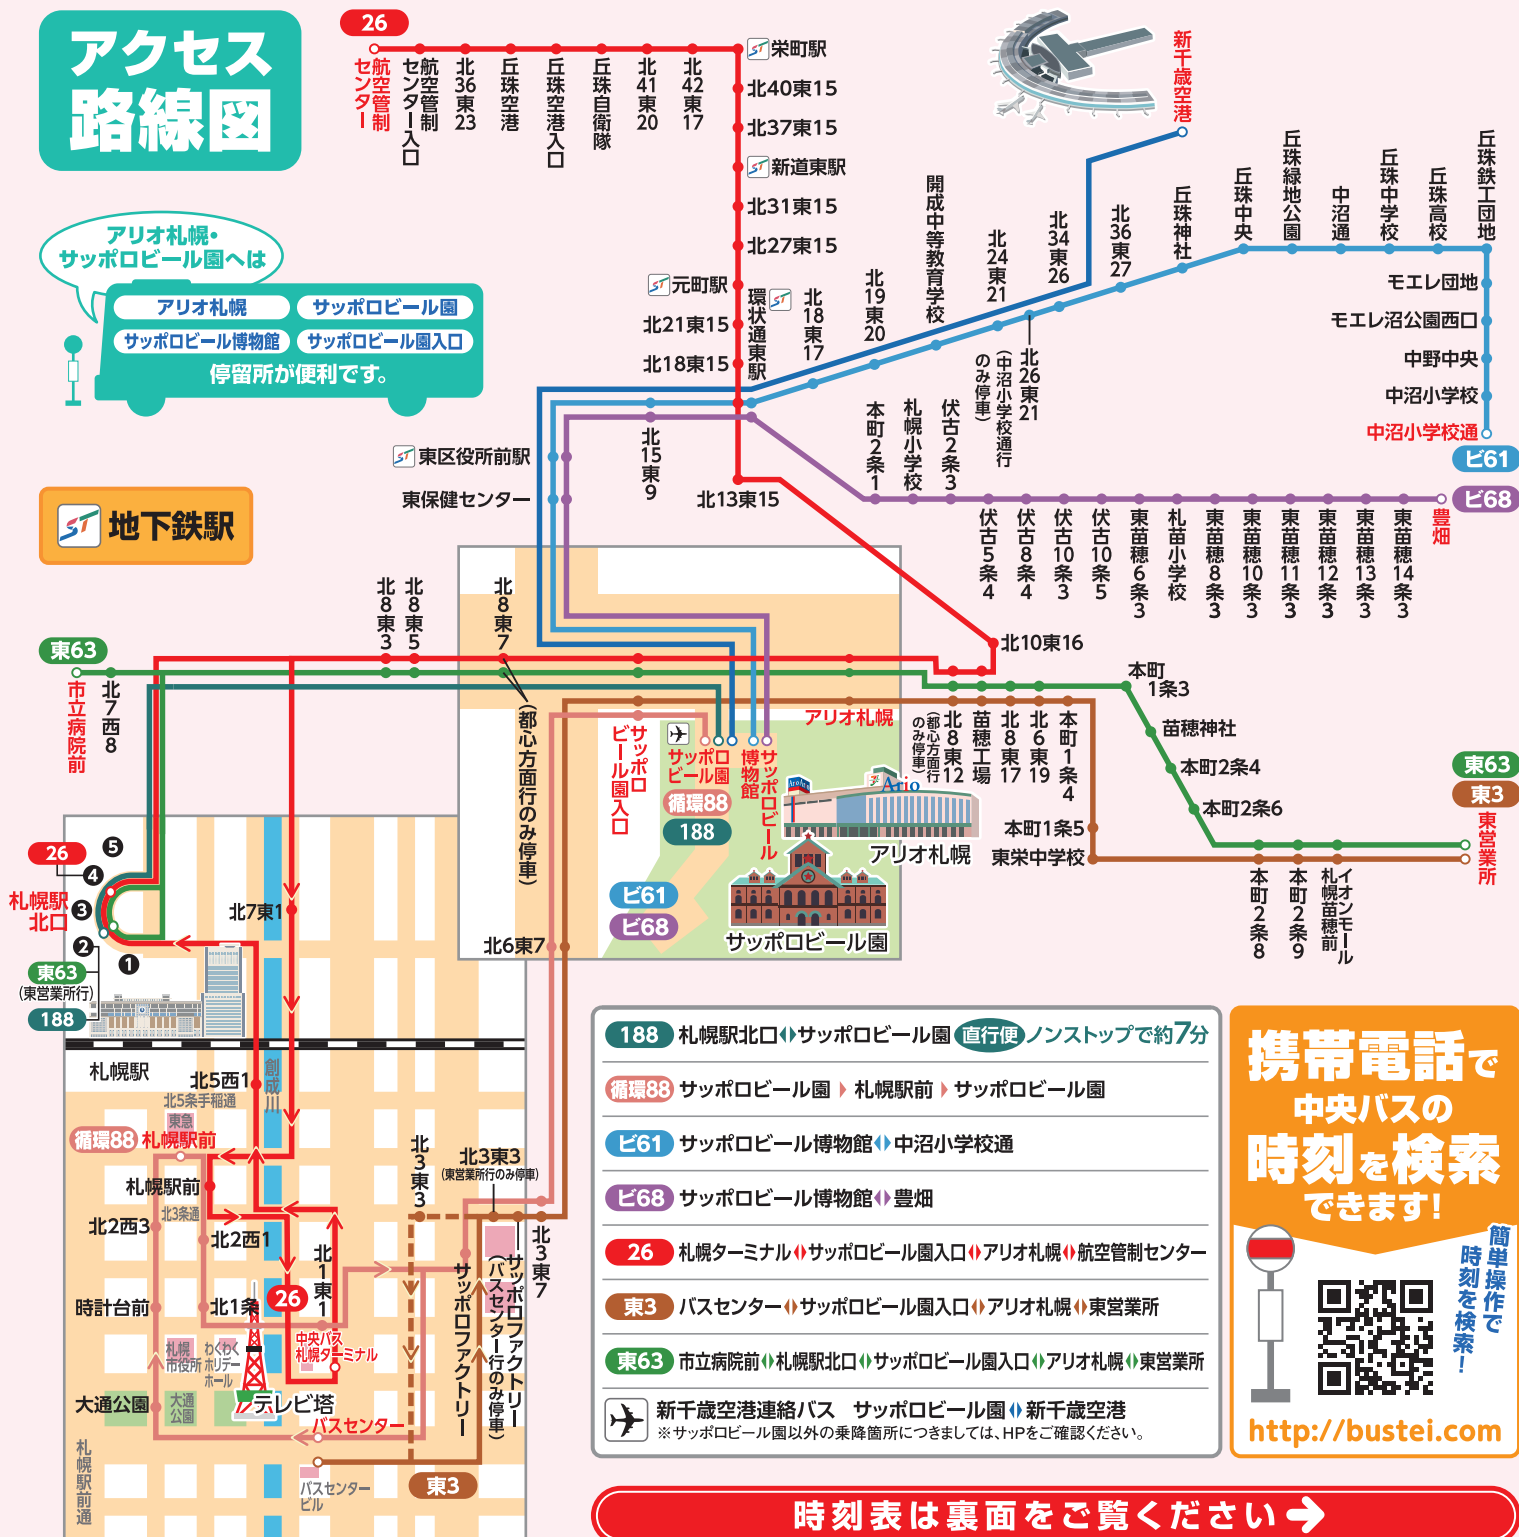 アクセス
路線図
26
航空管制
センター
航空管制
センター入口
北36東23
丘珠空港
丘珠空港入口
丘珠自衛隊
北41東20
北42東17
栄町駅
北40東15
北37東15
新道東駅
北31東15
北27東15
元町駅
環状通東駅
北21東15
北18東15
北13東15
新千歳空港
アリオ札幌・
サッポロビール園へは
アリオ札幌
サッポロビール園
サッポロビール博物館
サッポロビール園入口
停留所が便利です。
ST 地下鉄駅
北18東17
北19東20
開成中等教育学校
北24東21
北26東21
(中沼小学校通行
のみ停車)
北34東26
北36東27
丘珠神社
丘珠中央
丘珠緑地公園
中沼通
丘珠中学校
丘珠高校
丘珠鉄工団地
モエレ団地
モエレ沼公園西口
中野中央
中沼小学校
中沼小学校通
ビ61
ビ68
豊畑
東区役所前駅
東保健センター
北15東9
本町2条1
札幌小学校
伏古2条3
伏古5条4
伏古8条4
伏古10条3
伏古10条5
東苗穂6条3
札苗小学校
東苗穂8条3
東苗穂10条3
東苗穂11条3
東苗穂12条3
東苗穂13条3
東苗穂14条3
東63
市立病院前
北7西8
北8東3
北8東5
北8東7
(都心方面行のみ停車)
サッポロ
ビール園入口
サッポロ
ビール園
循環88
188
サッポロビール
博物館
ビ61
ビ68
アリオ札幌
Ario
アリオ札幌
サッポロビール園
北10東16
北8東12
(都心方面行
のみ停車)
苗穂工場
北8東17
北6東19
本町1条4
本町1条5
東栄中学校
本町
1条3
苗穂神社
本町2条4
本町2条6
本町2条8
本町2条9
イオンモール
札幌苗穂前
東63
東3
東営業所
26
札幌駅
北口
❺
❹
❸
❷
❶
東63
(東営業所行)
188
北7東1
北6東7
札幌駅
北5西1
北5条手稲通
創成川
東急
循環88
札幌駅前
札幌駅前
北3条通
北2西3
北2西1
北1東1
時計台前
北1条
26
中央バス
札幌ターミナル
札幌
市役所
わくわく
ホリデー
ホール
大通公園
大通
公園
テレビ塔
バスセンター
札幌駅前通
バスセンター
ビル
東3
北3東3
北3東3
(東営業所行のみ停車)
サッポロファクトリー
サッポロファクトリー
(バスセンター行のみ停車)
北3東7
188 札幌駅北口 サッポロビール園 直行便 ノンストップで約7分
循環88 サッポロビール園 札幌駅前 サッポロビール園
ビ61 サッポロビール博物館 中沼小学校通
ビ68 サッポロビール博物館 豊畑
26 札幌ターミナル サッポロビール園入口 アリオ札幌 航空管制センター
東3 バスセンター サッポロビール園入口 アリオ札幌 東営業所
東63 市立病院前 札幌駅北口 サッポロビール園入口 アリオ札幌 東営業所
新千歳空港連絡バス サッポロビール園 新千歳空港
※サッポロビール園以外の乗降箇所につきましては、HPをご確認ください。
携帯電話で
中央バスの
時刻を検索
できます!
簡単操作で
時刻を検索!
http://bustei.com
時刻表は裏面をご覧ください➔